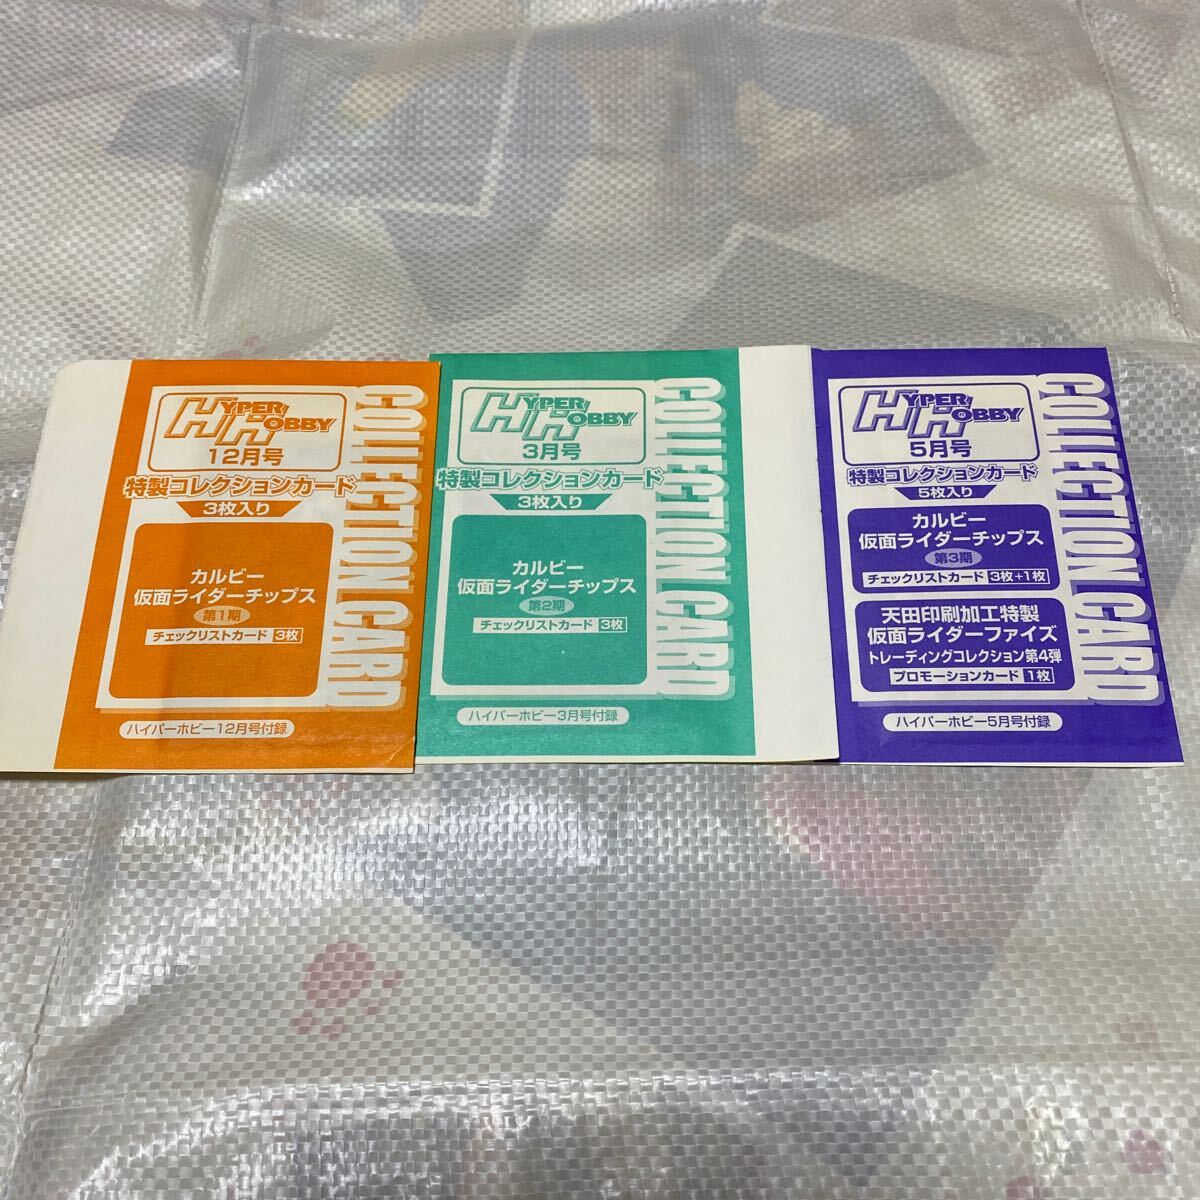 HYPER HOBBY
12月号
特製コレクションカード
3枚入り
カルビー
仮面ライダーチップス
第1期
チェックリストカード 3枚
ハイパーホビー12月号付録
COLLECTION CARD
HYPER HOBBY
3月号
特製コレクションカード
3枚入り
カルビー
仮面ライダーチップス
第2期
チェックリストカード 3枚
ハイパーホビー3月号付録
COLLECTION CARD
HYPER HOBBY
5月号
特製コレクションカード
5枚入り
カルビー
仮面ライダーチップス
第3期
チェックリストカード 3枚+1枚
天田印刷加工特製
仮面ライダーファイズ
トレーディングコレクション第4弾
プロモーションカード 1枚
ハイパーホビー5月号付録
COLLECTION CARD